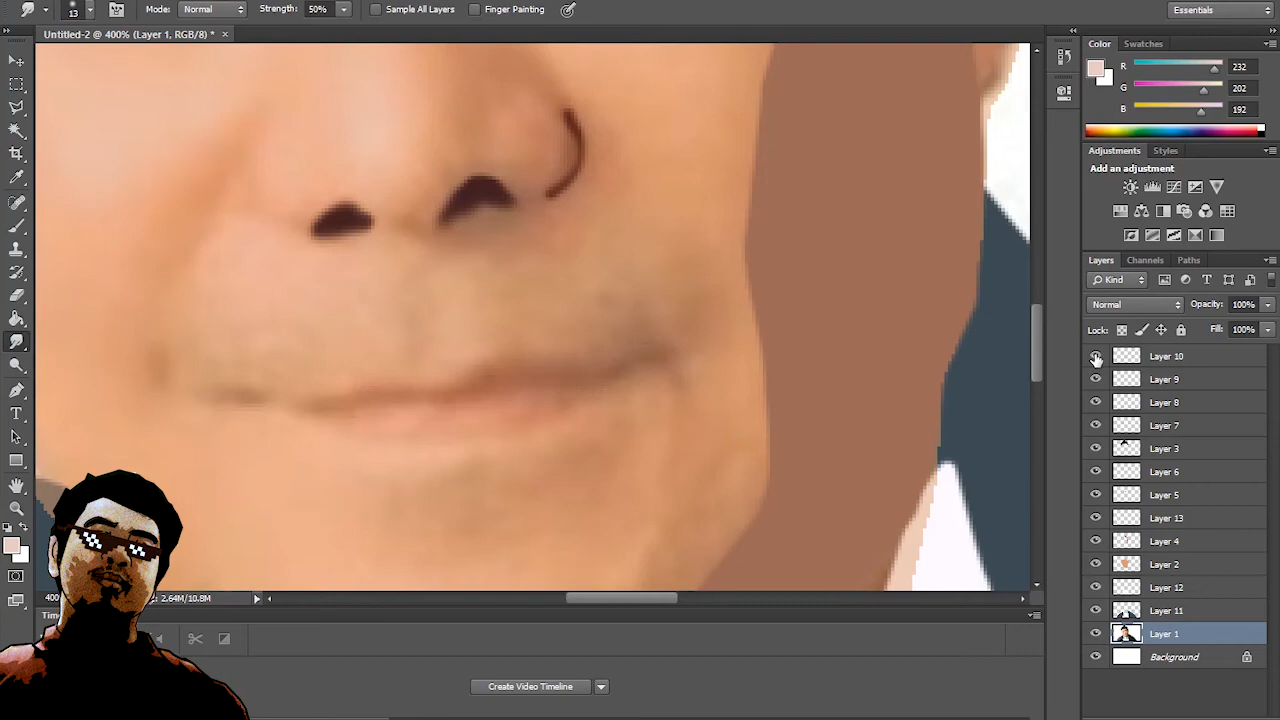 13
Mode: Normal
Strength: 50%
Sample All Layers
Finger Painting
Essentials
Untitled-2 @ 400% (Layer 1, RGB/8) * ×
Color Swatches
R 232
G 202
B 192
Adjustments Styles
Add an adjustment
Layers Channels Paths
Kind
Normal Opacity: 100%
Lock: Fill: 100%
Layer 10
Layer 9
Layer 8
Layer 7
Layer 3
Layer 6
Layer 5
Layer 13
Layer 4
Layer 2
Layer 12
Layer 11
Layer 1
Background
2.64M/10.8M
Create Video Timeline